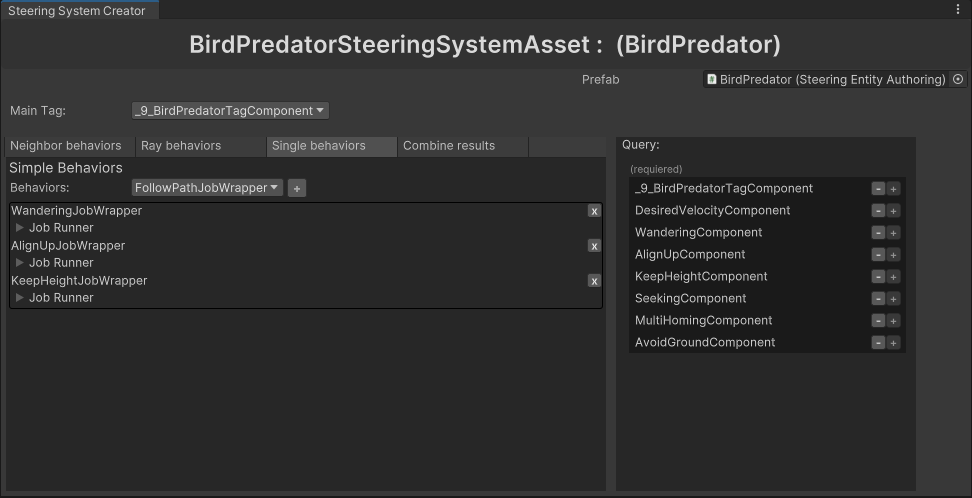 Steering System Creator
BirdPredatorSteeringSystemAsset : (BirdPredator)
Prefab
BirdPredator (Steering Entity Authoring)
Main Tag:
_9_BirdPredatorTagComponent
Neighbor behaviors
Ray behaviors
Single behaviors
Combine results
Simple Behaviors
Behaviors:
FollowPathJobWrapper
+
WanderingJobWrapper
x
Job Runner
AlignUpJobWrapper
x
Job Runner
KeepHeightJobWrapper
x
Job Runner
Query:
(requiered)
_9_BirdPredatorTagComponent - +
DesiredVelocityComponent - +
WanderingComponent - +
AlignUpComponent - +
KeepHeightComponent - +
SeekingComponent - +
MultiHomingComponent - +
AvoidGroundComponent - +